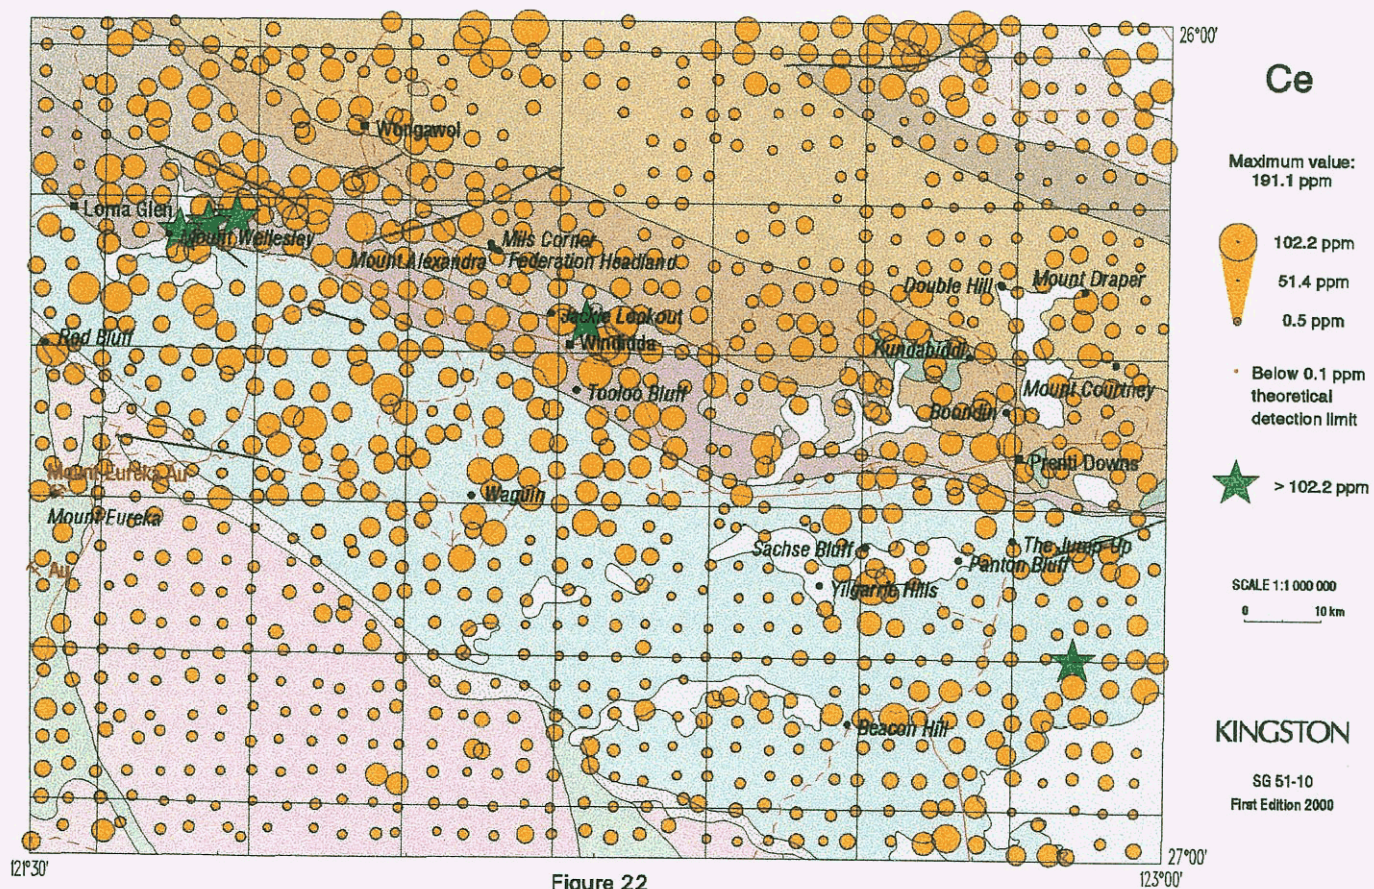 26°00'
Ce
Maximum value:
191.1 ppm
102.2 ppm
51.4 ppm
0.5 ppm
Below 0.1 ppm
theoretical
detection limit
> 102.2 ppm
SCALE 1:1 000 000
0 10 km
KINGSTON
SG 51-10
First Edition 2000
Wongawol
Lorna Glen
Mount Wellesley
Mils Corner
Mount Alexandra
Federation Headland
Double Hill
Mount Draper
Jackie Lookout
Red Bluff
Windidda
Kundabiddi
Tooloo Bluff
Mount Courtney
Boondin
Prenti Downs
Mount Eureka Au
Waguin
Mount Eureka
Sachse Bluff
The Jump-Up
Panton Bluff
Au
Yilgarrie Hills
Beacon Hill
121°30'
27°00'
123°00'
Figure 22